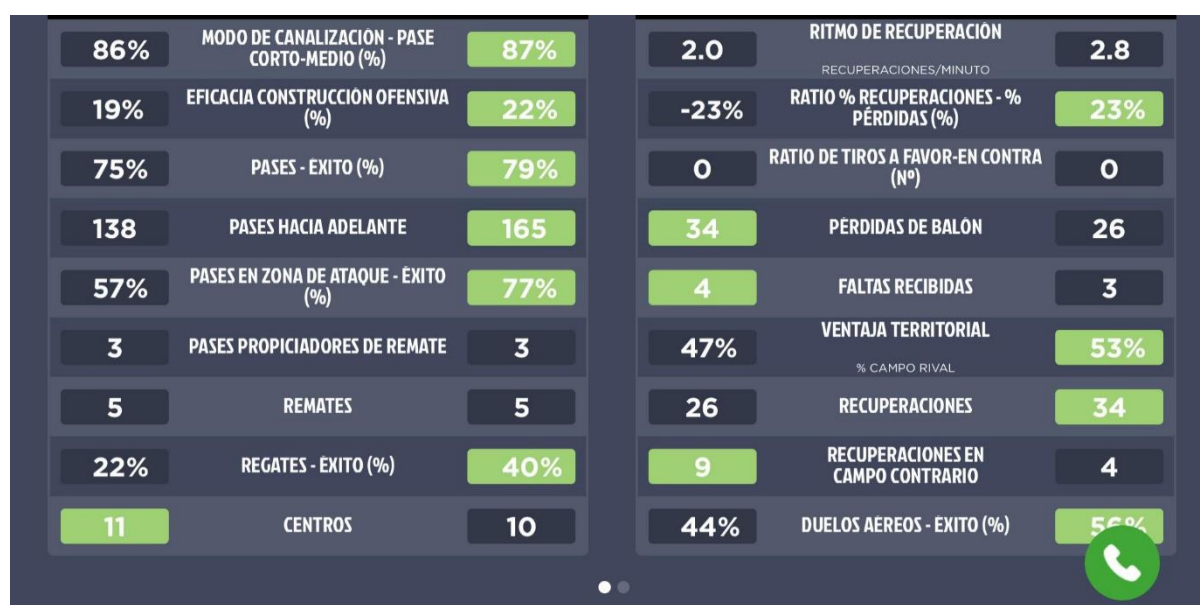 86% MODO DE CANALIZACIÓN - PASE 87%
CORTO-MEDIO (%)
19% EFICACIA CONSTRUCCIÓN OFENSIVA 22%
(%)
75% PASES - ÉXITO (%) 79%
138 PASES HACIA ADELANTE 165
57% PASES EN ZONA DE ATAQUE - ÉXITO 77%
(%)
3 PASES PROPICIADORES DE REMATE 3
5 REMATES 5
22% REGATES - ÉXITO (%) 40%
11 CENTROS 10
2.0 RITMO DE RECUPERACIÓN 2.8
RECUPERACIONES/MINUTO
-23% RATIO % RECUPERACIONES - % 23%
PÉRDIDAS (%)
0 RATIO DE TIROS A FAVOR-EN CONTRA 0
(Nº)
34 PÉRDIDAS DE BALÓN 26
4 FALTAS RECIBIDAS 3
47% VENTAJA TERRITORIAL 53%
% CAMPO RIVAL
26 RECUPERACIONES 34
9 RECUPERACIONES EN 4
CAMPO CONTRARIO
44% DUELOS AÉREOS - ÉXITO (%) 56%